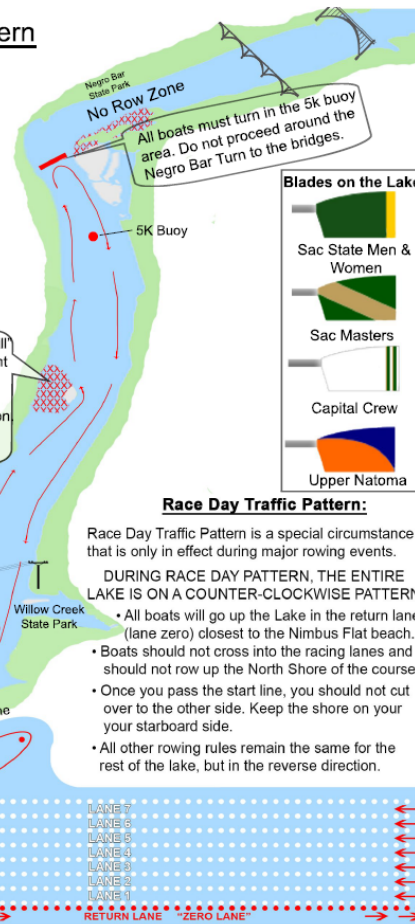 ern
Negro Bar
State Park
No Row Zone
All boats must turn in the 5k buoy
area. Do not proceed around the
Negro Bar Turn to the bridges.
5K Buoy
Blades on the Lake
Sac State Men &
Women
Sac Masters
Capital Crew
Upper Natoma
ill"
nt
on.
Willow Creek
State Park
ne
Race Day Traffic Pattern:
Race Day Traffic Pattern is a special circumstance
that is only in effect during major rowing events.
DURING RACE DAY PATTERN, THE ENTIRE
LAKE IS ON A COUNTER-CLOCKWISE PATTERN
• All boats will go up the Lake in the return lane
(lane zero) closest to the Nimbus Flat beach.
• Boats should not cross into the racing lanes and
should not row up the North Shore of the course
• Once you pass the start line, you should not cut
over to the other side. Keep the shore on your
your starboard side.
• All other rowing rules remain the same for the
rest of the lake, but in the reverse direction.
LANE 7
LANE 6
LANE 5
LANE 4
LANE 3
LANE 2
LANE 1
RETURN LANE "ZERO LANE"